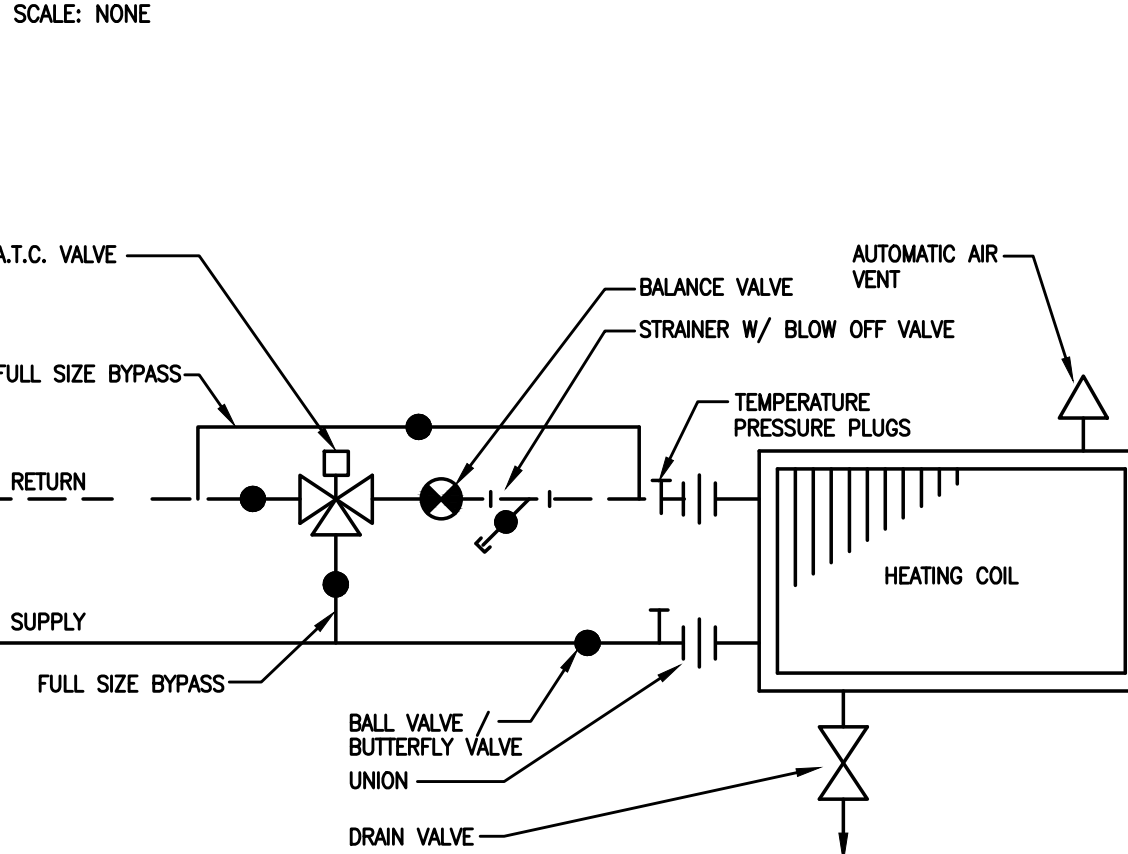 SCALE: NONE
A.T.C. VALVE
AUTOMATIC AIR
VENT
BALANCE VALVE
STRAINER W/ BLOW OFF VALVE
FULL SIZE BYPASS
TEMPERATURE
PRESSURE PLUGS
RETURN
HEATING COIL
SUPPLY
FULL SIZE BYPASS
BALL VALVE /
BUTTERFLY VALVE
UNION
DRAIN VALVE